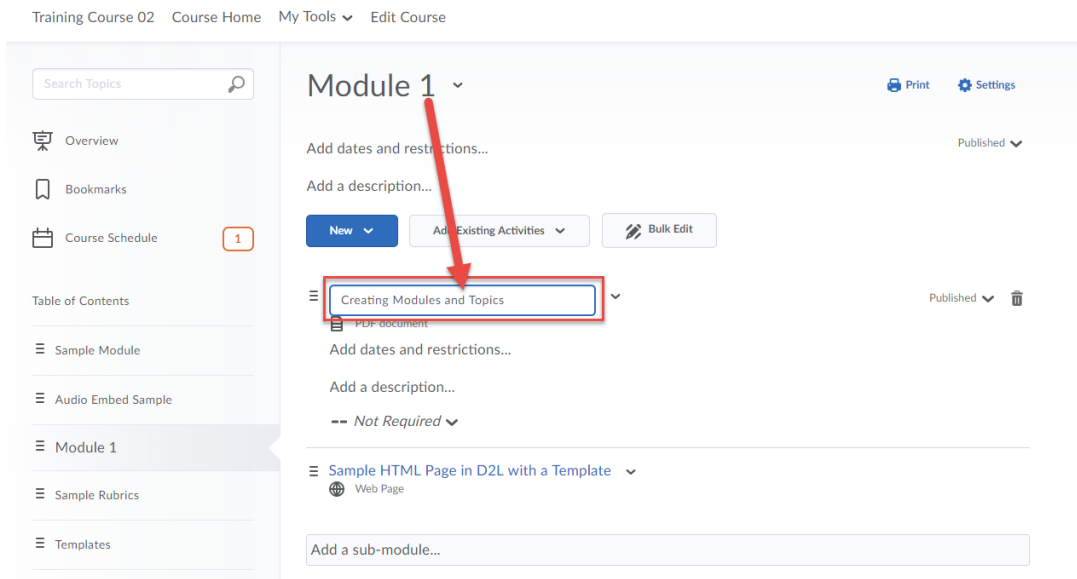 Training Course 02 Course Home My Tools Edit Course
Search Topics
Overview
Bookmarks
Course Schedule 1
Table of Contents
Sample Module
Audio Embed Sample
Module 1
Sample Rubrics
Templates
Module 1
Print Settings
Add dates and restrictions...
Published
Add a description...
New Add Existing Activities Bulk Edit
Creating Modules and Topics
Published
PDF document
Add dates and restrictions...
Add a description...
-- Not Required
Sample HTML Page in D2L with a Template
Web Page
Add a sub-module...